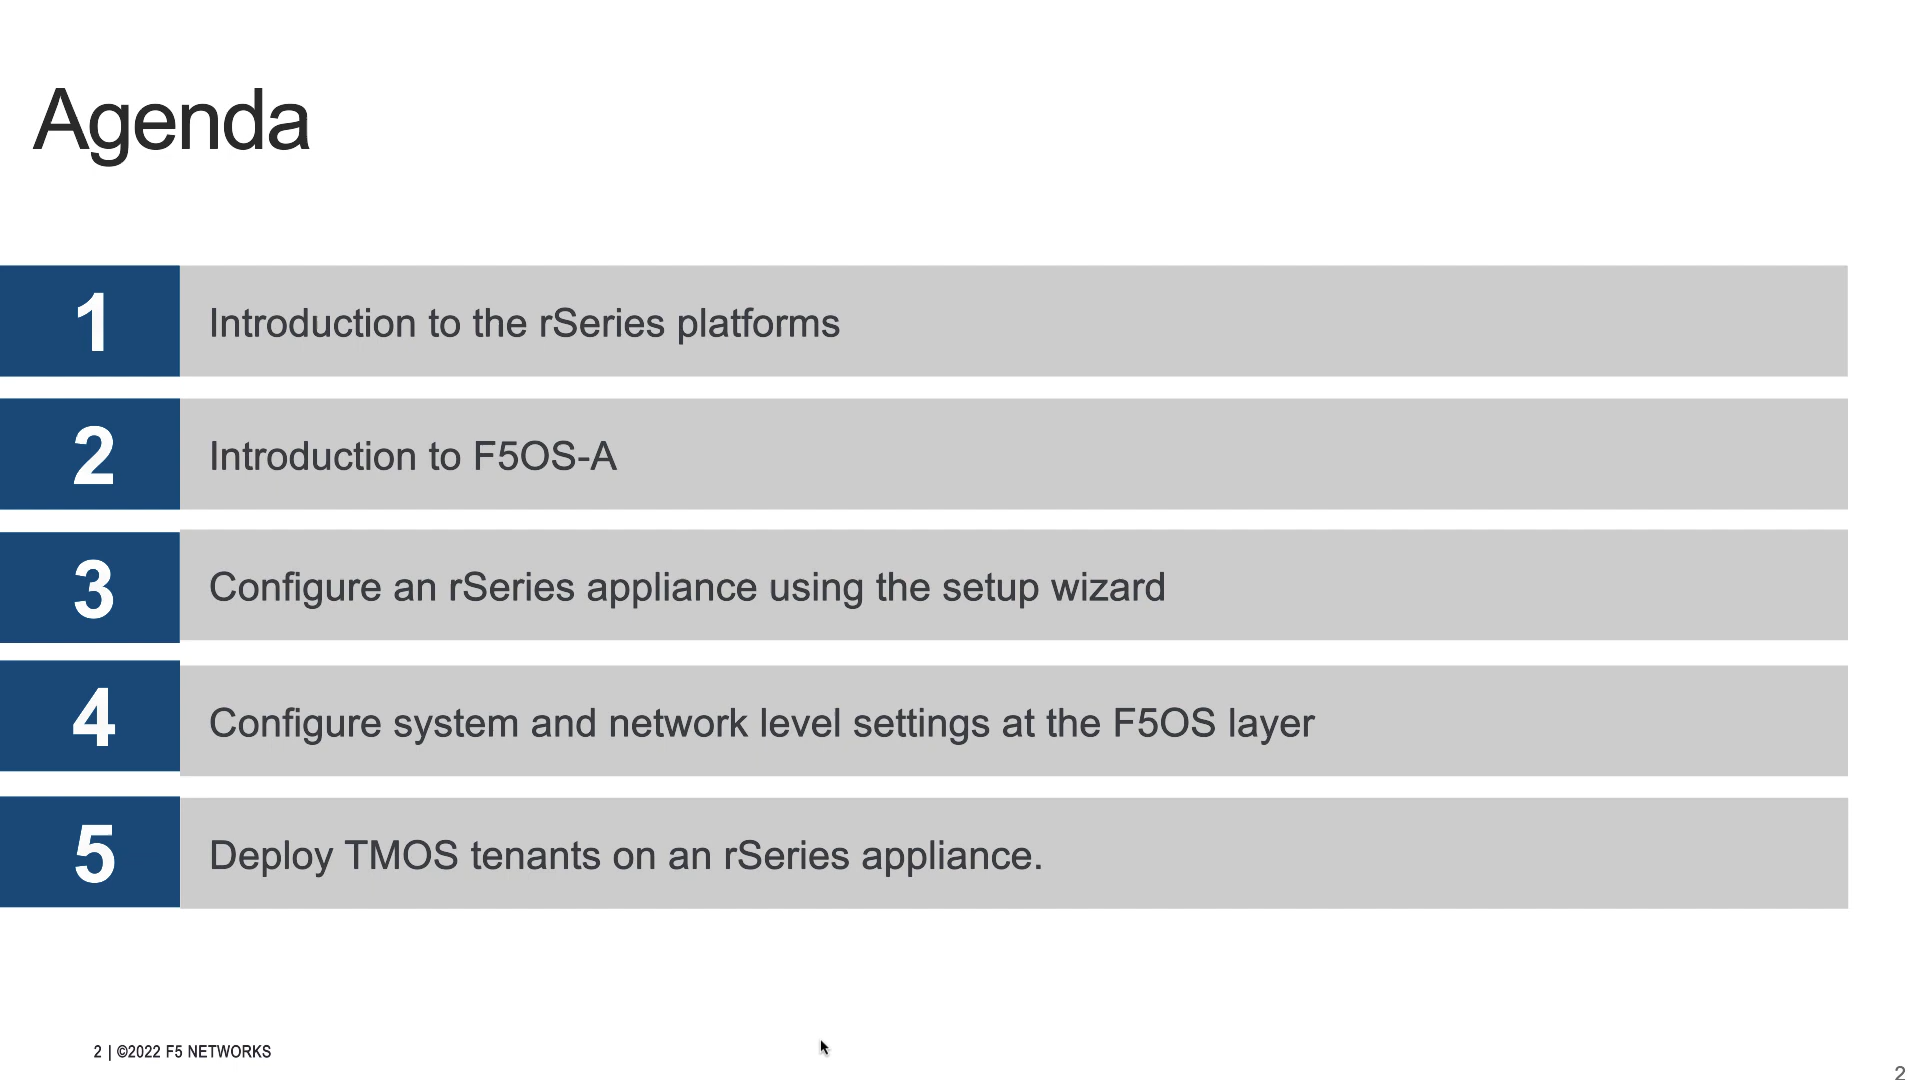 Agenda
1 Introduction to the rSeries platforms
2 Introduction to F5OS-A
3 Configure an rSeries appliance using the setup wizard
4 Configure system and network level settings at the F5OS layer
5 Deploy TMOS tenants on an rSeries appliance.
2 | ©2022 F5 NETWORKS
2